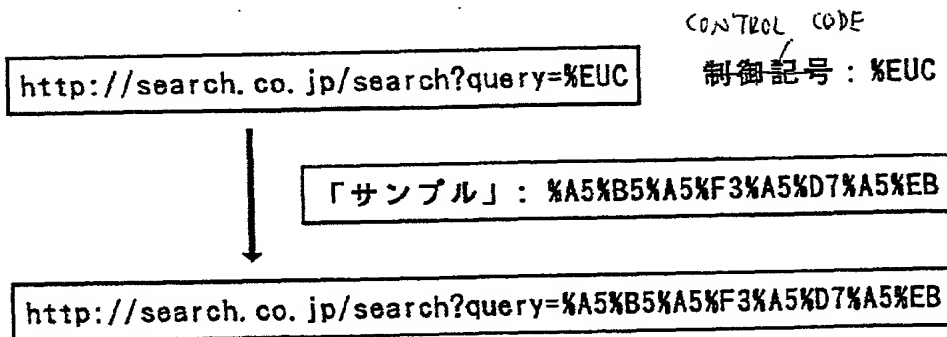 CONTROL CODE
http://search.co.jp/search?query=%EUC
制御記号:%EUC
「サンプル」: %A5%B5%A5%F3%A5%D7%A5%EB
http://search.co.jp/search?query=%A5%B5%A5%F3%A5%D7%A5%EB